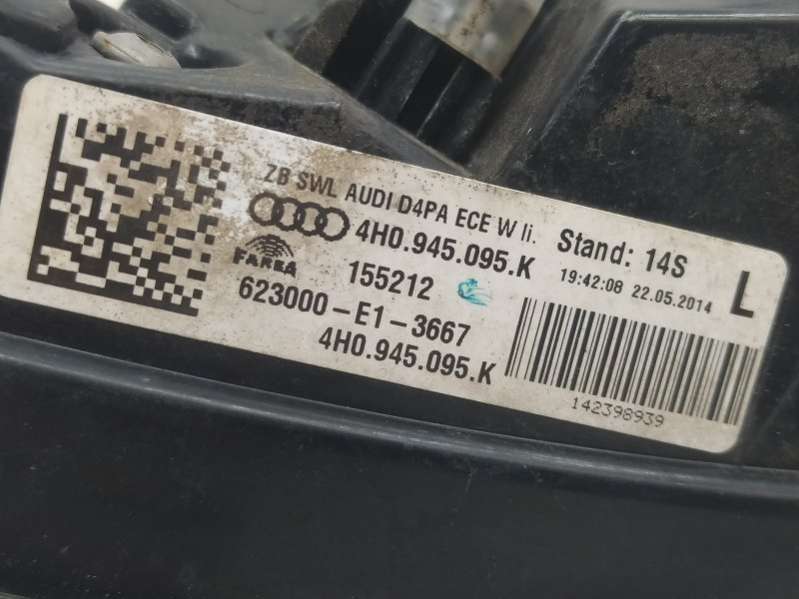 ZB SWL AUDI D4PA ECE W li.
4H0.945.095.K
FAREA
155212
623000-E1-3667
4H0.945.095.K
Stand: 14S
19:42:08 22.05.2014
L
142398939